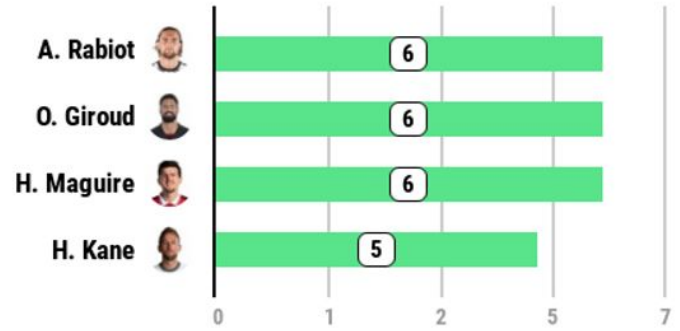 A. Rabiot 6
O. Giroud 6
H. Maguire 6
H. Kane 5
0 1 2 5 7